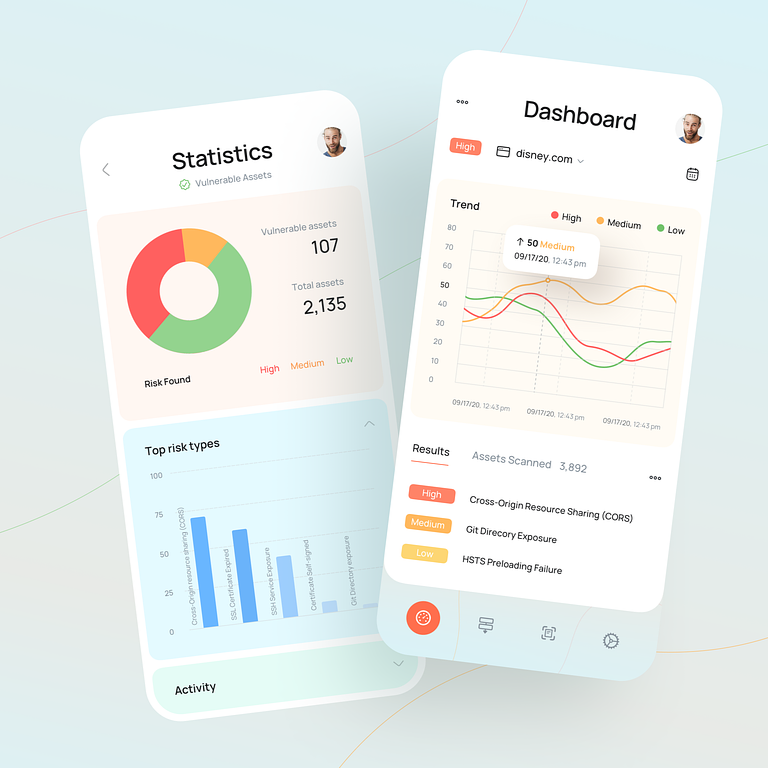 Statistics
Vulnerable Assets
Vulnerable assets
107
Total assets
2,135
Risk Found
High
Medium
Low
Top risk types
100
75
50
25
0
Cross-Origin resource sharing (CORS)
SSL Certificate Expired
SSH Service Exposure
Certificate Self-signed
Git Directory exposure
Activity
Dashboard
High
disney.com
Trend
High
Medium
Low
50 Medium
09/17/20, 12:43 pm
80
70
60
50
40
30
20
10
0
09/17/20, 12:43 pm
09/17/20, 12:43 pm
09/17/20, 12:43 pm
Results
Assets Scanned 3,892
High
Cross-Origin Resource Sharing (CORS)
Medium
Git Direcory Exposure
Low
HSTS Preloading Failure